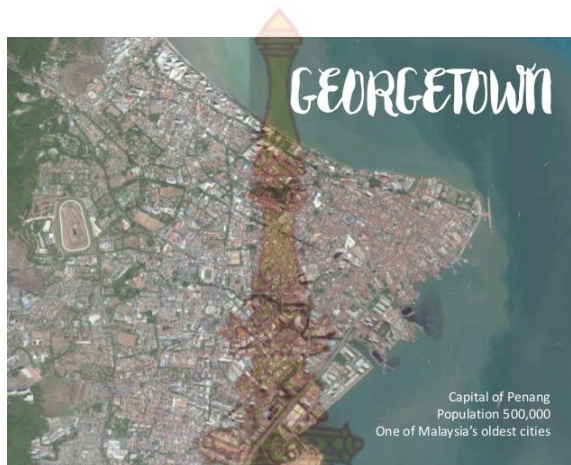 GEORGETOWN
Capital of Penang
Population 500,000
One of Malaysia's oldest cities